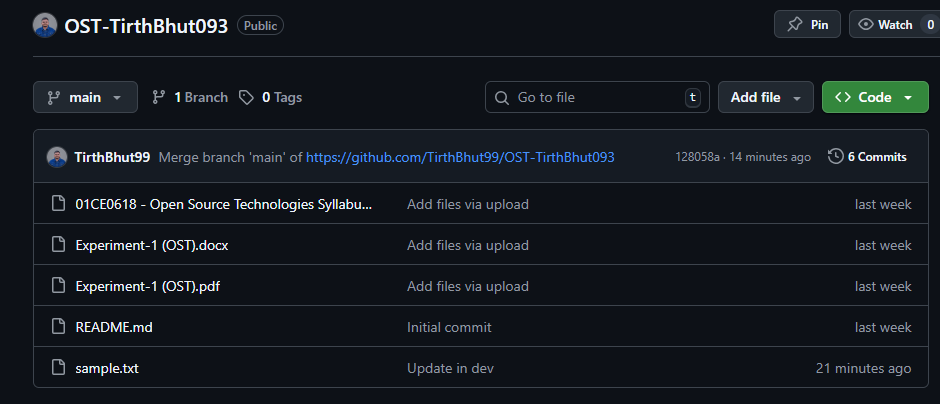 OST-TirthBhut093 Public Pin Watch 0
main 1 Branch 0 Tags Go to file t Add file Code
TirthBhut99 Merge branch 'main' of https://github.com/TirthBhut99/OST-TirthBhut093 128058a · 14 minutes ago 6 Commits
01CE0618 - Open Source Technologies Syllabu... Add files via upload last week
Experiment-1 (OST).docx Add files via upload last week
Experiment-1 (OST).pdf Add files via upload last week
README.md Initial commit last week
sample.txt Update in dev 21 minutes ago